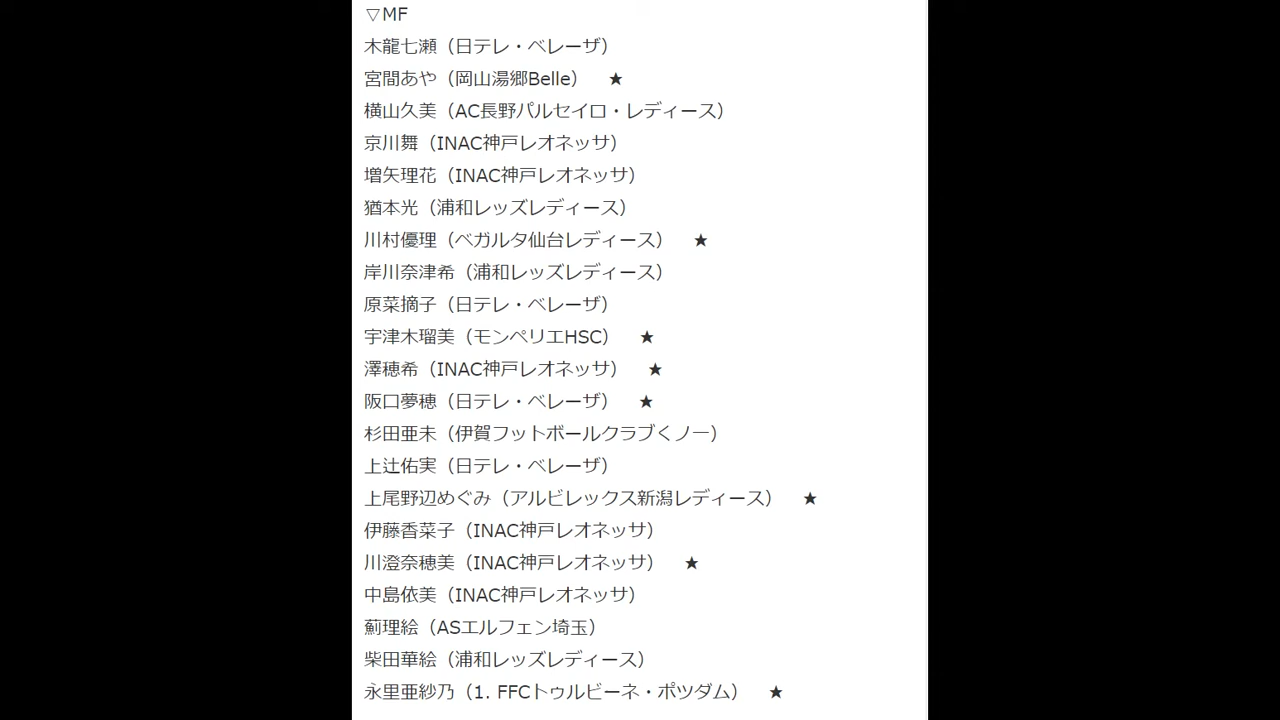 ▽MF
木龍七瀬（日テレ・ベレーザ）
宮間あや（岡山湯郷Belle） ★
横山久美（AC長野パルセイロ・レディース）
京川舞（INAC神戸レオネッサ）
増矢理花（INAC神戸レオネッサ）
猶本光（浦和レッズレディース）
川村優理（ベガルタ仙台レディース） ★
岸川奈津希（浦和レッズレディース）
原菜摘子（日テレ・ベレーザ）
宇津木瑠美（モンペリエHSC） ★
澤穂希（INAC神戸レオネッサ） ★
阪口夢穂（日テレ・ベレーザ） ★
杉田亜未（伊賀フットボールクラブくノ一）
上辻佑実（日テレ・ベレーザ）
上尾野辺めぐみ（アルビレックス新潟レディース） ★
伊藤香菜子（INAC神戸レオネッサ）
川澄奈穂美（INAC神戸レオネッサ） ★
中島依美（INAC神戸レオネッサ）
薊理絵（ASエルフェン埼玉）
柴田華絵（浦和レッズレディース）
永里亜紗乃（1. FFCトゥルビーネ・ポツダム） ★